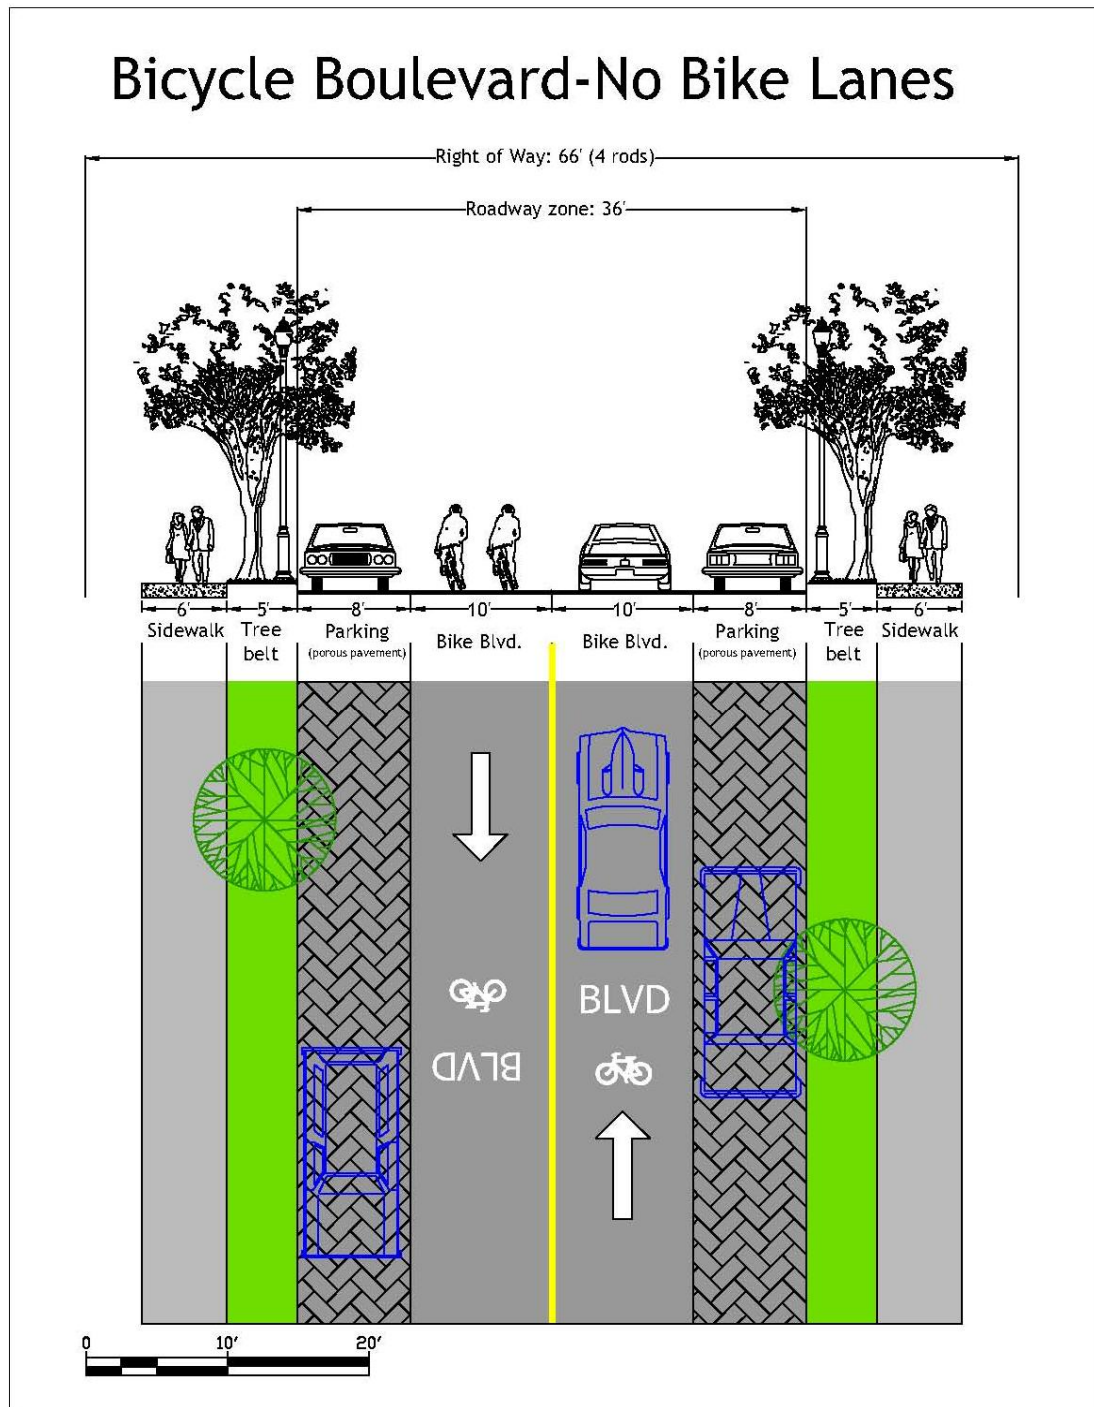 Bicycle Boulevard-No Bike Lanes
Right of Way: 66' (4 rods)
Roadway zone: 36'
6' 5' 8' 10' 10' 8' 5' 6'
Sidewalk Tree belt Parking (porous pavement) Bike Blvd. Bike Blvd. Parking (porous pavement) Tree belt Sidewalk
BLVD
BLVD
0 10' 20'